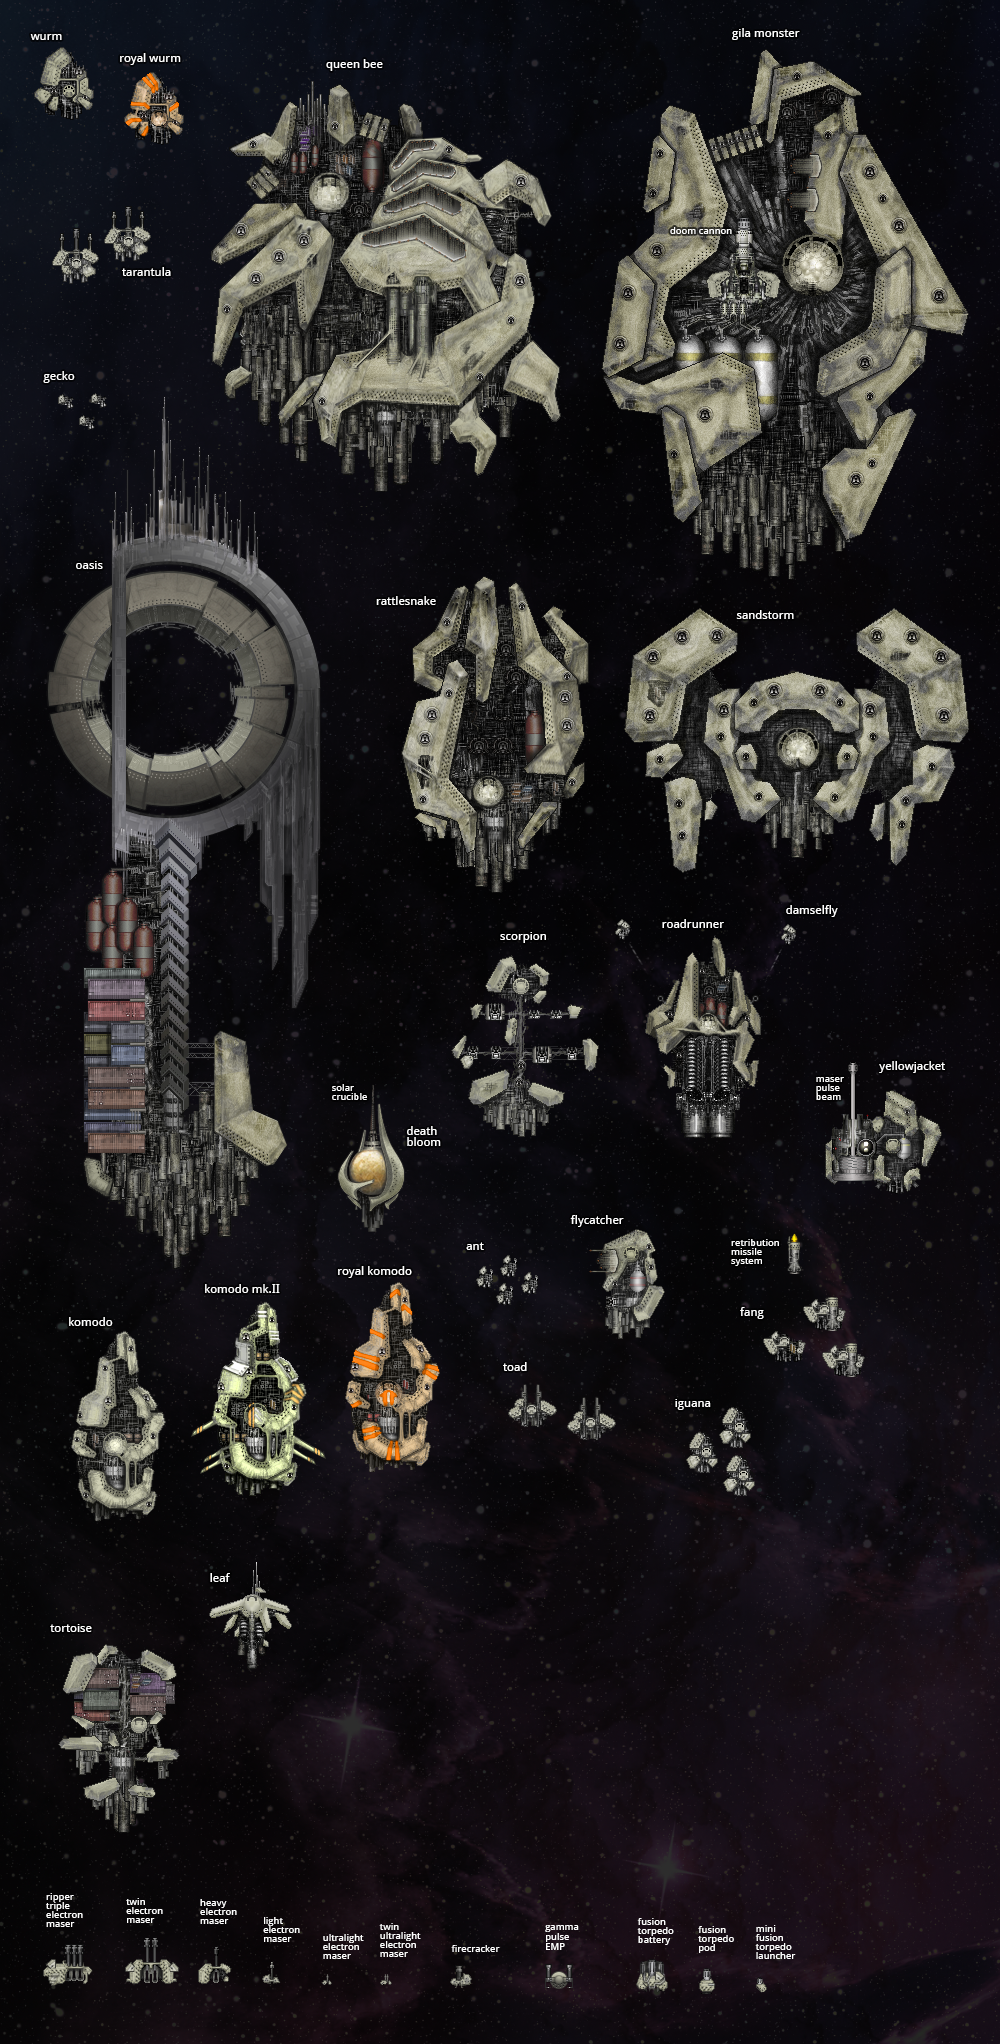 wurm
royal wurm
queen bee
gila monster
doom cannon
tarantula
gecko
oasis
rattlesnake
sandstorm
scorpion
roadrunner
damselfly
solar
crucible
death
bloom
maser
pulse
beam
yellowjacket
ant
flycatcher
retribution
missile
system
fang
komodo
komodo mk.II
royal komodo
toad
iguana
leaf
tortoise
ripper
triple
electron
maser
twin
electron
maser
heavy
electron
maser
light
electron
maser
ultralight
electron
maser
twin
ultralight
electron
maser
firecracker
gamma
pulse
EMP
fusion
torpedo
battery
fusion
torpedo
pod
mini
fusion
torpedo
launcher